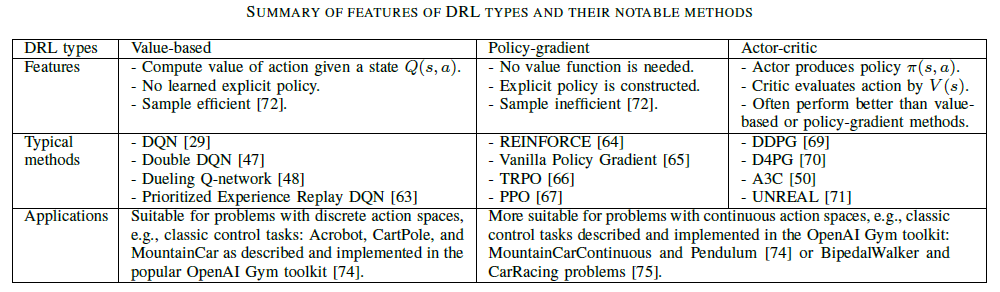 SUMMARY OF FEATURES OF DRL TYPES AND THEIR NOTABLE METHODS
DRL types
Value-based
Policy-gradient
Actor-critic
Features
- Compute value of action given a state Q(s, a).
- No learned explicit policy.
- Sample efficient [72].
- No value function is needed.
- Explicit policy is constructed.
- Sample inefficient [72].
- Actor produces policy π(s, a).
- Critic evaluates action by V(s).
- Often perform better than value-
based or policy-gradient methods.
Typical
methods
- DQN [29]
- Double DQN [47]
- Dueling Q-network [48]
- Prioritized Experience Replay DQN [63]
- REINFORCE [64]
- Vanilla Policy Gradient [65]
- TRPO [66]
- PPO [67]
- DDPG [69]
- D4PG [70]
- A3C [50]
- UNREAL [71]
Applications
Suitable for problems with discrete action spaces,
e.g., classic control tasks: Acrobot, CartPole, and
MountainCar as described and implemented in the
popular OpenAI Gym toolkit [74].
More suitable for problems with continuous action spaces, e.g., classic
control tasks described and implemented in the OpenAI Gym toolkit:
MountainCarContinuous and Pendulum [74] or BipedalWalker and
CarRacing problems [75].